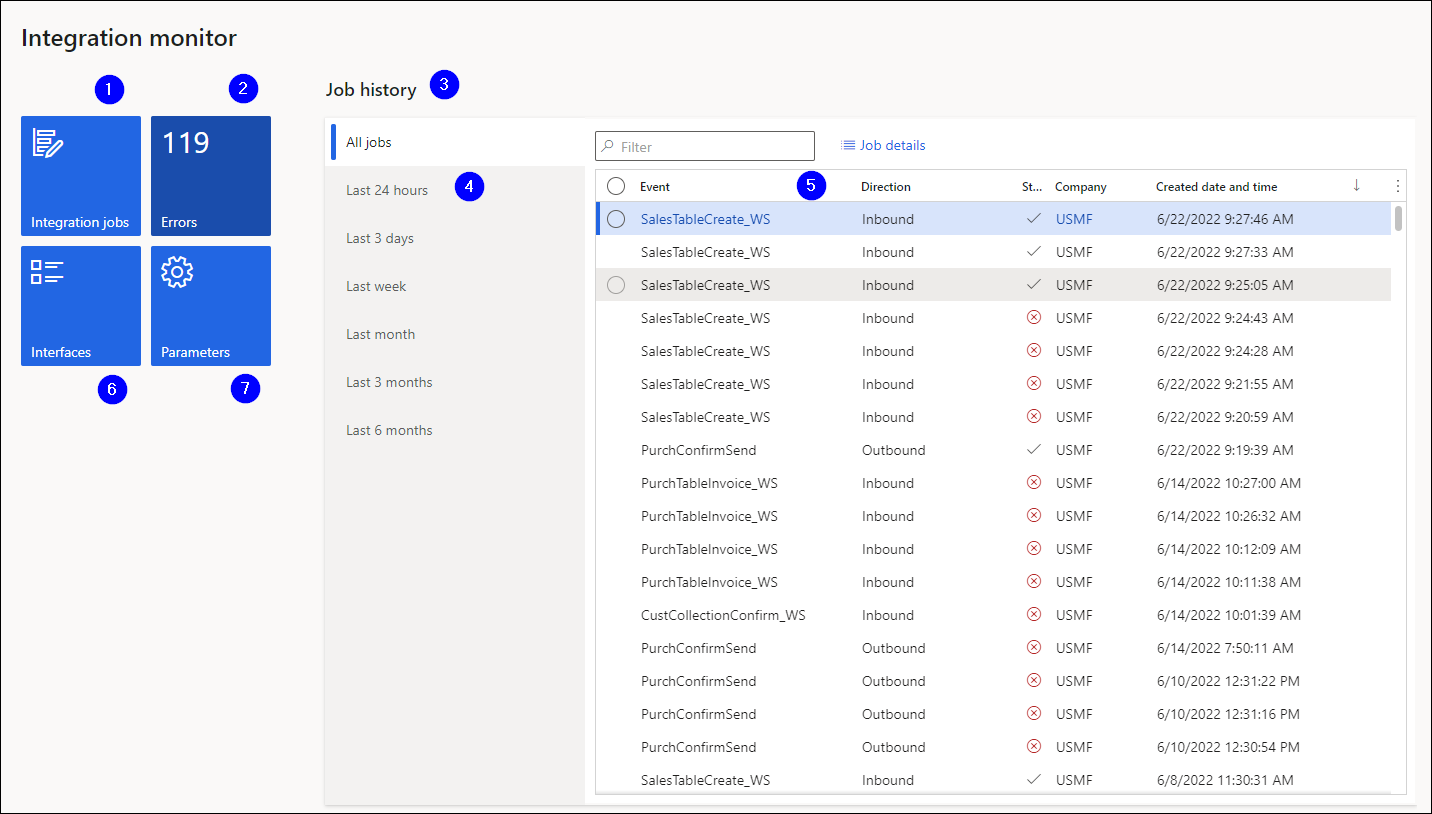 Integration monitor
1
2
Job history 3
119
Integration jobs
Errors
Interfaces
Parameters
6
7
All jobs
Last 24 hours 4
Last 3 days
Last week
Last month
Last 3 months
Last 6 months
Filter
Job details
Event 5 Direction St... Company Created date and time
SalesTableCreate_WS Inbound USMF 6/22/2022 9:27:46 AM
SalesTableCreate_WS Inbound USMF 6/22/2022 9:27:33 AM
SalesTableCreate_WS Inbound USMF 6/22/2022 9:25:05 AM
SalesTableCreate_WS Inbound USMF 6/22/2022 9:24:43 AM
SalesTableCreate_WS Inbound USMF 6/22/2022 9:24:28 AM
SalesTableCreate_WS Inbound USMF 6/22/2022 9:21:55 AM
SalesTableCreate_WS Inbound USMF 6/22/2022 9:20:59 AM
PurchConfirmSend Outbound USMF 6/22/2022 9:19:39 AM
PurchTableInvoice_WS Inbound USMF 6/14/2022 10:27:00 AM
PurchTableInvoice_WS Inbound USMF 6/14/2022 10:26:32 AM
PurchTableInvoice_WS Inbound USMF 6/14/2022 10:12:09 AM
PurchTableInvoice_WS Inbound USMF 6/14/2022 10:11:38 AM
CustCollectionConfirm_WS Inbound USMF 6/14/2022 10:01:39 AM
PurchConfirmSend Outbound USMF 6/14/2022 7:50:11 AM
PurchConfirmSend Outbound USMF 6/10/2022 12:31:22 PM
PurchConfirmSend Outbound USMF 6/10/2022 12:31:16 PM
PurchConfirmSend Outbound USMF 6/10/2022 12:30:54 PM
SalesTableCreate_WS Inbound USMF 6/8/2022 11:30:31 AM